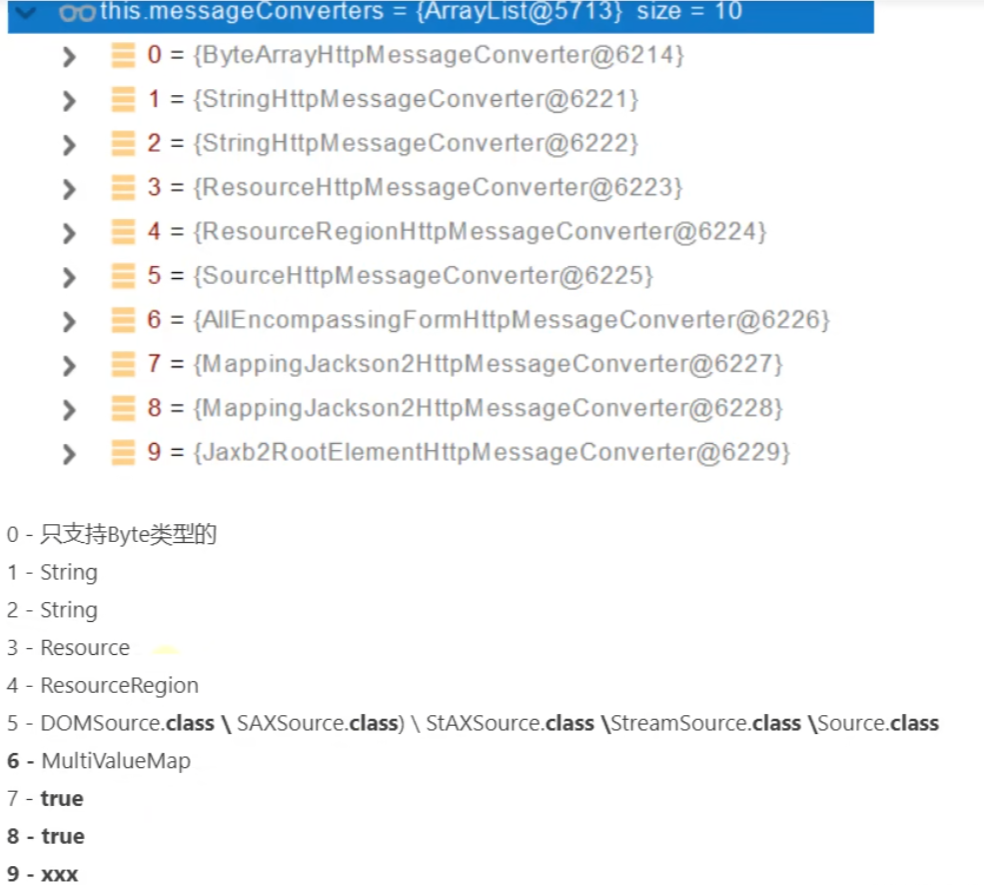 this.messageConverters = {ArrayList@5713} size = 10
0 = {ByteArrayHttpMessageConverter@6214}
1 = {StringHttpMessageConverter@6221}
2 = {StringHttpMessageConverter@6222}
3 = {ResourceHttpMessageConverter@6223}
4 = {ResourceRegionHttpMessageConverter@6224}
5 = {SourceHttpMessageConverter@6225}
6 = {AllEncompassingFormHttpMessageConverter@6226}
7 = {MappingJackson2HttpMessageConverter@6227}
8 = {MappingJackson2HttpMessageConverter@6228}
9 = {Jaxb2RootElementHttpMessageConverter@6229}
0 - 只支持Byte类型的
1 - String
2 - String
3 - Resource
4 - ResourceRegion
5 - DOMSource.class \ SAXSource.class) \ StAXSource.class \StreamSource.class \Source.class
6 - MultiValueMap
7 - true
8 - true
9 - xxx